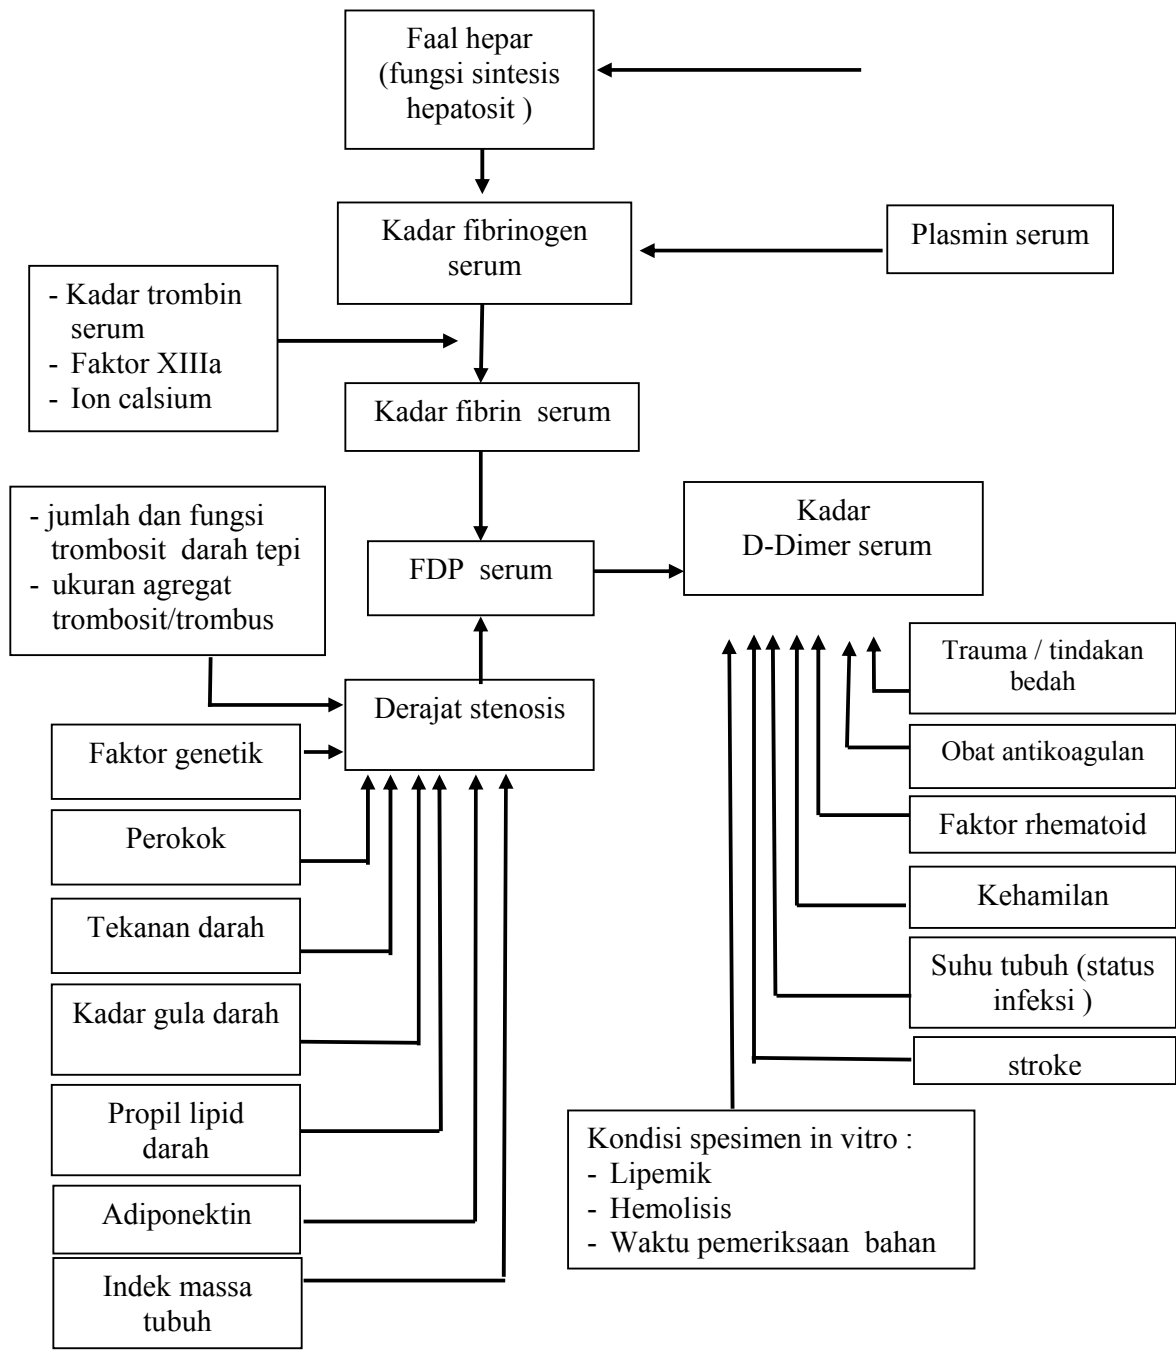 Faal hepar
(fungsi sintesis
hepatosit )
Kadar fibrinogen
serum
Plasmin serum
- Kadar trombin
serum
- Faktor XIIIa
- Ion calsium
Kadar fibrin serum
- jumlah dan fungsi
trombosit darah tepi
- ukuran agregat
trombosit/trombus
Kadar
D-Dimer serum
FDP serum
Derajat stenosis
Faktor genetik
Perokok
Tekanan darah
Kadar gula darah
Propil lipid
darah
Adiponektin
Indek massa
tubuh
Trauma / tindakan
bedah
Obat antikoagulan
Faktor rhematoid
Kehamilan
Suhu tubuh (status
infeksi )
stroke
Kondisi spesimen in vitro :
- Lipemik
- Hemolisis
- Waktu pemeriksaan bahan